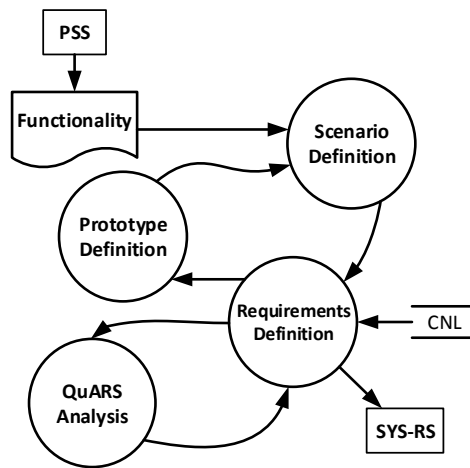 PSS
Functionality
Scenario
Definition
Prototype
Definition
Requirements
Definition
CNL
QuARS
Analysis
SYS-RS